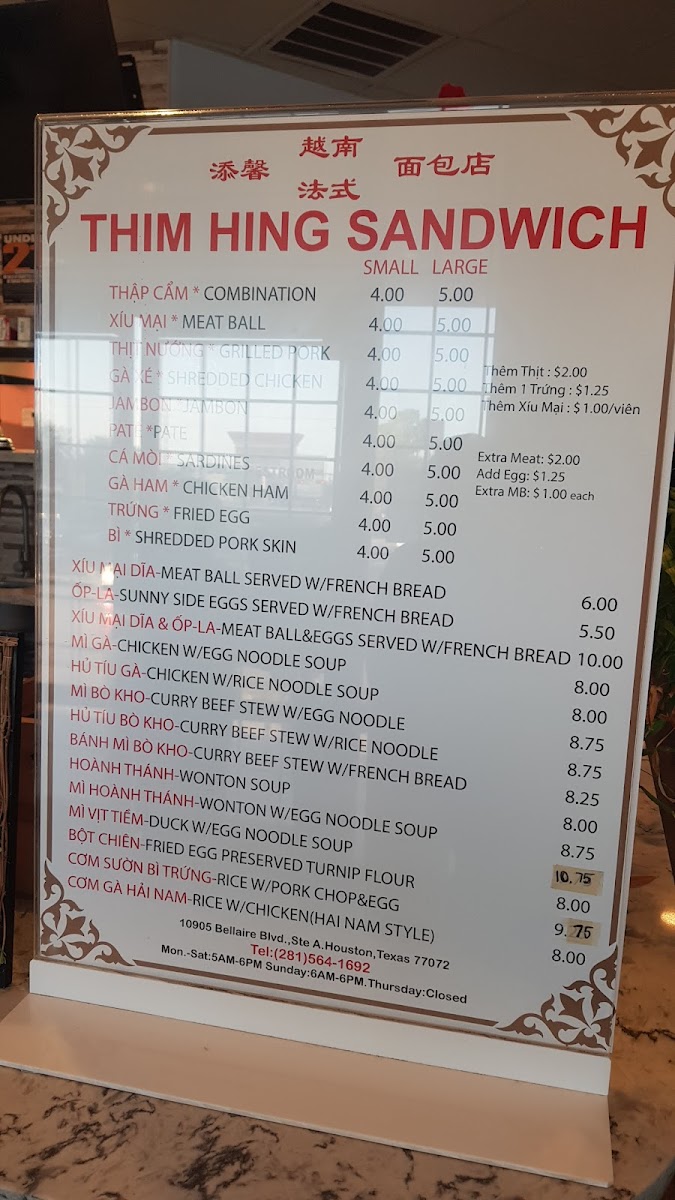 越南
添馨 面包店
法式
THIM HING SANDWICH
SMALL LARGE
THẬP CẨM * COMBINATION 4.00 5.00
XÍU MẠI * MEAT BALL 4.00 5.00
THỊT NƯỚNG * GRILLED PORK 4.00 5.00
GÀ XÉ * SHREDDED CHICKEN 4.00 5.00
JAMBON *JAMBON 4.00 5.00
PATE *PATE 4.00 5.00
CÁ MÒI * SARDINES 4.00 5.00
GÀ HAM * CHICKEN HAM 4.00 5.00
TRỨNG * FRIED EGG 4.00 5.00
BÌ * SHREDDED PORK SKIN 4.00 5.00
Thêm Thịt : $2.00
Thêm 1 Trứng : $1.25
Thêm Xíu Mại : $1.00/viên
Extra Meat: $2.00
Add Egg: $1.25
Extra MB: $1.00 each
XÍU MẠI DĨA-MEAT BALL SERVED W/FRENCH BREAD 6.00
ỐP-LA-SUNNY SIDE EGGS SERVED W/FRENCH BREAD 5.50
XÍU MẠI DĨA & ỐP-LA-MEAT BALL&EGGS SERVED W/FRENCH BREAD 10.00
MÌ GÀ-CHICKEN W/EGG NOODLE SOUP 8.00
HỦ TÍU GÀ-CHICKEN W/RICE NOODLE SOUP 8.00
MÌ BÒ KHO-CURRY BEEF STEW W/EGG NOODLE 8.75
HỦ TÍU BÒ KHO-CURRY BEEF STEW W/RICE NOODLE 8.75
BÁNH MÌ BÒ KHO-CURRY BEEF STEW W/FRENCH BREAD 8.25
HOÀNH THÁNH-WONTON SOUP 8.00
MÌ HOÀNH THÁNH-WONTON W/EGG NOODLE SOUP 8.75
MÌ VỊT TIỀM-DUCK W/EGG NOODLE SOUP 10.75
BỘT CHIÊN-FRIED EGG PRESERVED TURNIP FLOUR 8.00
CƠM SƯỜN BÌ TRỨNG-RICE W/PORK CHOP&EGG 9.75
CƠM GÀ HẢI NAM-RICE W/CHICKEN(HAI NAM STYLE) 8.00
10905 Bellaire Blvd.,Ste A.Houston,Texas 77072
Tel:(281)564-1692
Mon.-Sat:5AM-6PM Sunday:6AM-6PM.Thursday:Closed